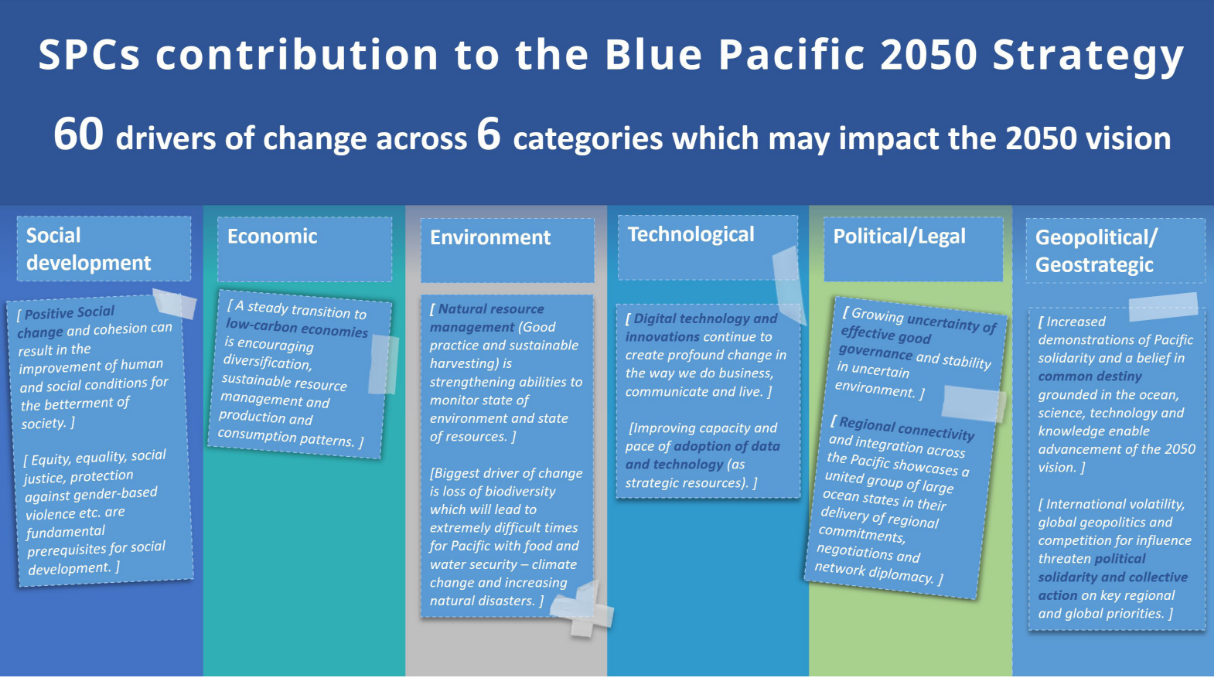 SPCs contribution to the Blue Pacific 2050 Strategy
60 drivers of change across 6 categories which may impact the 2050 vision
Social
development
[ Positive Social
change and cohesion can
result in the
improvement of human
and social conditions for
the betterment of
society. ]
[ Equity, equality, social
justice, protection
against gender-based
violence etc. are
fundamental
prerequisites for social
development. ]
Economic
[ A steady transition to
low-carbon economies
is encouraging
diversification,
sustainable resource
management and
production and
consumption patterns. ]
Environment
[ Natural resource
management (Good
practice and sustainable
harvesting) is
strengthening abilities to
monitor state of
environment and state
of resources. ]
[Biggest driver of change
is loss of biodiversity
which will lead to
extremely difficult times
for Pacific with food and
water security – climate
change and increasing
natural disasters. ]
Technological
[ Digital technology and
innovations continue to
create profound change in
the way we do business,
communicate and live. ]
[Improving capacity and
pace of adoption of data
and technology (as
strategic resources). ]
Political/Legal
[ Growing uncertainty of
effective good
governance and stability
in uncertain
environment. ]
[ Regional connectivity
and integration across
the Pacific showcases a
united group of large
ocean states in their
delivery of regional
commitments,
negotiations and
network diplomacy. ]
Geopolitical/
Geostrategic
[ Increased
demonstrations of Pacific
solidarity and a belief in
common destiny
grounded in the ocean,
science, technology and
knowledge enable
advancement of the 2050
vision. ]
[ International volatility,
global geopolitics and
competition for influence
threaten political
solidarity and collective
action on key regional
and global priorities. ]